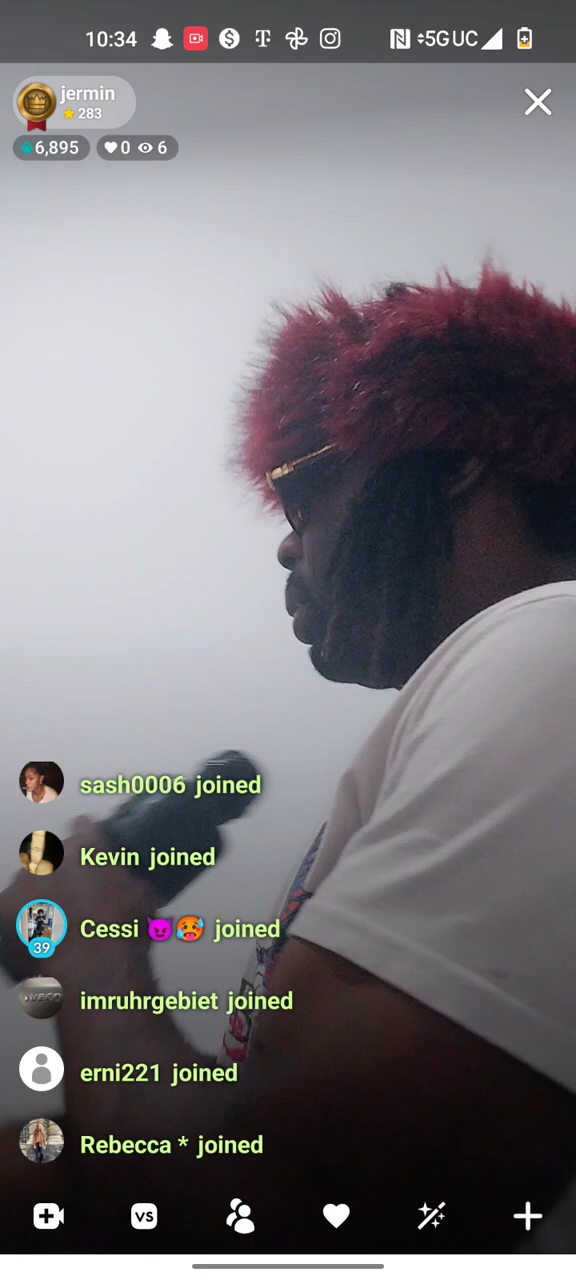 10:34
5G UC
jermin
283
6,895
0
6
sash0006 joined
Kevin joined
Cessi 😈🥵 joined
39
imruhrgebiet joined
erni221 joined
Rebecca * joined
VS